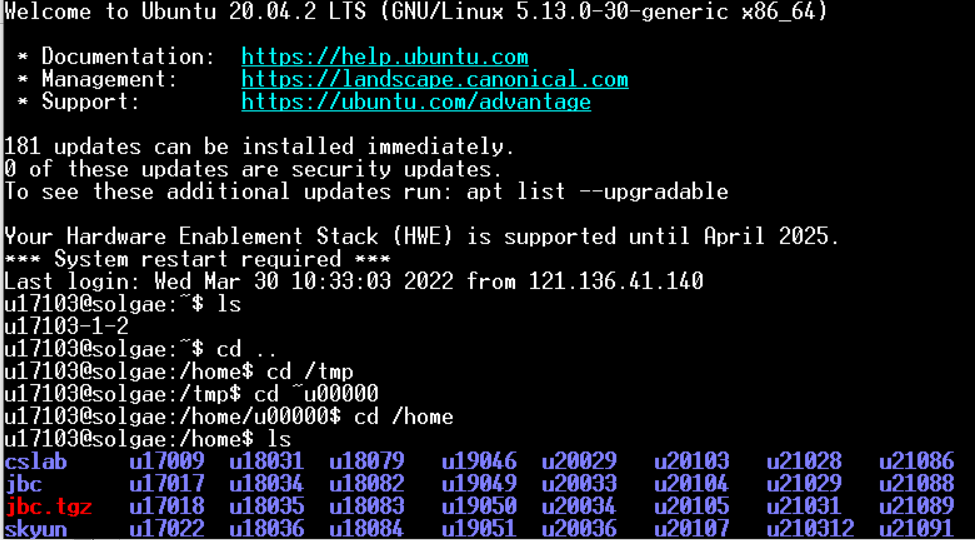 Welcome to Ubuntu 20.04.2 LTS (GNU/Linux 5.13.0-30-generic x86_64)
* Documentation: https://help.ubuntu.com
* Management: https://landscape.canonical.com
* Support: https://ubuntu.com/advantage
181 updates can be installed immediately.
0 of these updates are security updates.
To see these additional updates run: apt list --upgradable
Your Hardware Enablement Stack (HWE) is supported until April 2025.
*** System restart required ***
Last login: Wed Mar 30 10:33:03 2022 from 121.136.41.140
u17103@solgae:~$ ls
u17103-1-2
u17103@solgae:~$ cd ..
u17103@solgae:/home$ cd /tmp
u17103@solgae:/tmp$ cd ~u00000
u17103@solgae:/home/u00000$ cd /home
u17103@solgae:/home$ ls
cslab u17009 u18031 u18079 u19046 u20029 u20103 u21028 u21086
jbc u17017 u18034 u18082 u19049 u20033 u20104 u21029 u21088
jbc.tgz u17018 u18035 u18083 u19050 u20034 u20105 u21031 u21089
skyun u17022 u18036 u18084 u19051 u20036 u20107 u210312 u21091